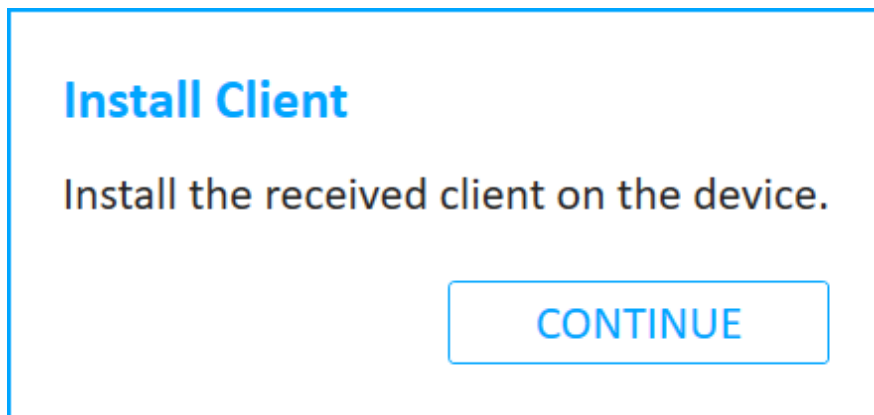 Install Client
Install the received client on the device.
CONTINUE